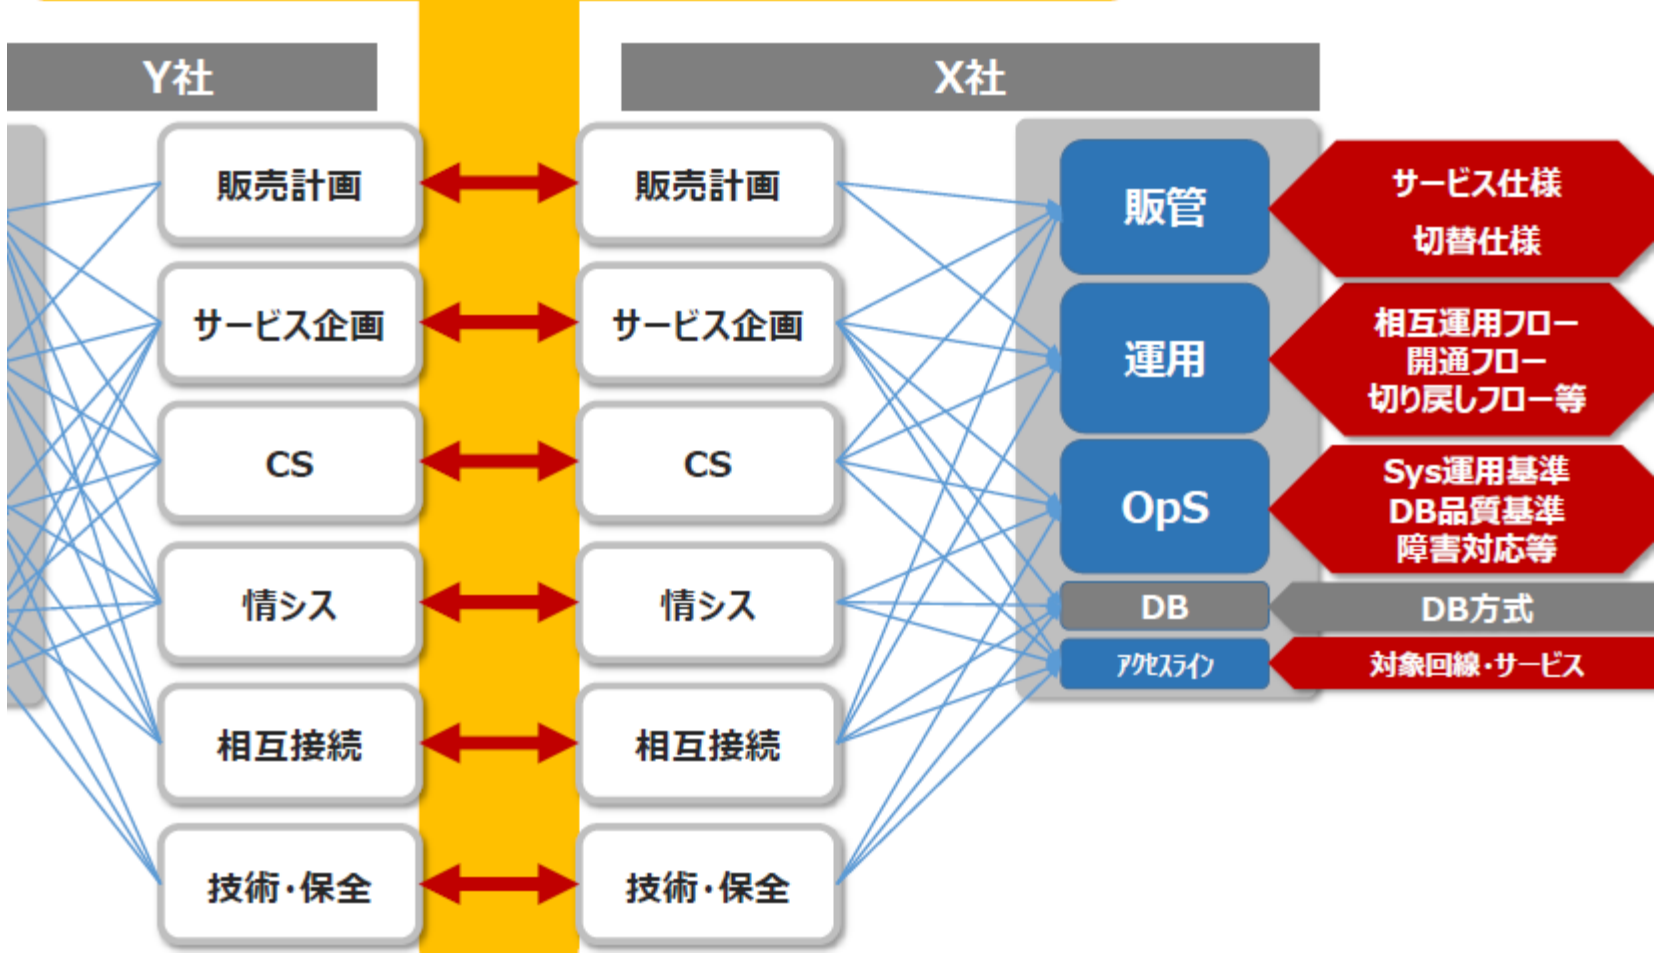 Y社
X社
販売計画
サービス企画
CS
情シス
相互接続
技術・保全
販売計画
サービス企画
CS
情シス
相互接続
技術・保全
販管
運用
OpS
DB
アクセスライン
サービス仕様
切替仕様
相互運用フロー
開通フロー
切り戻しフロー等
Sys運用基準
DB品質基準
障害対応等
DB方式
対象回線・サービス